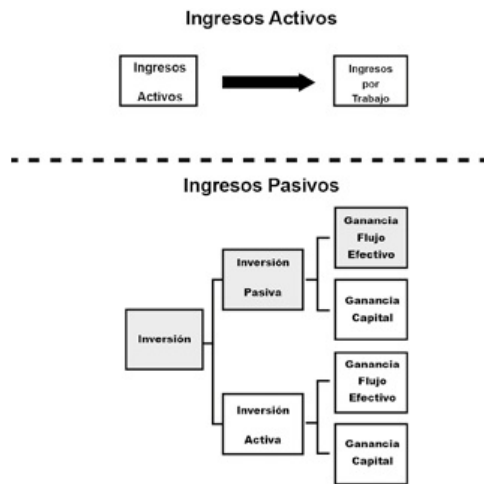 Ingresos Activos
Ingresos
Activos
Ingresos
por
Trabajo
Ingresos Pasivos
Inversión
Inversión
Pasiva
Ganancia
Flujo
Efectivo
Ganancia
Capital
Inversión
Activa
Ganancia
Flujo
Efectivo
Ganancia
Capital